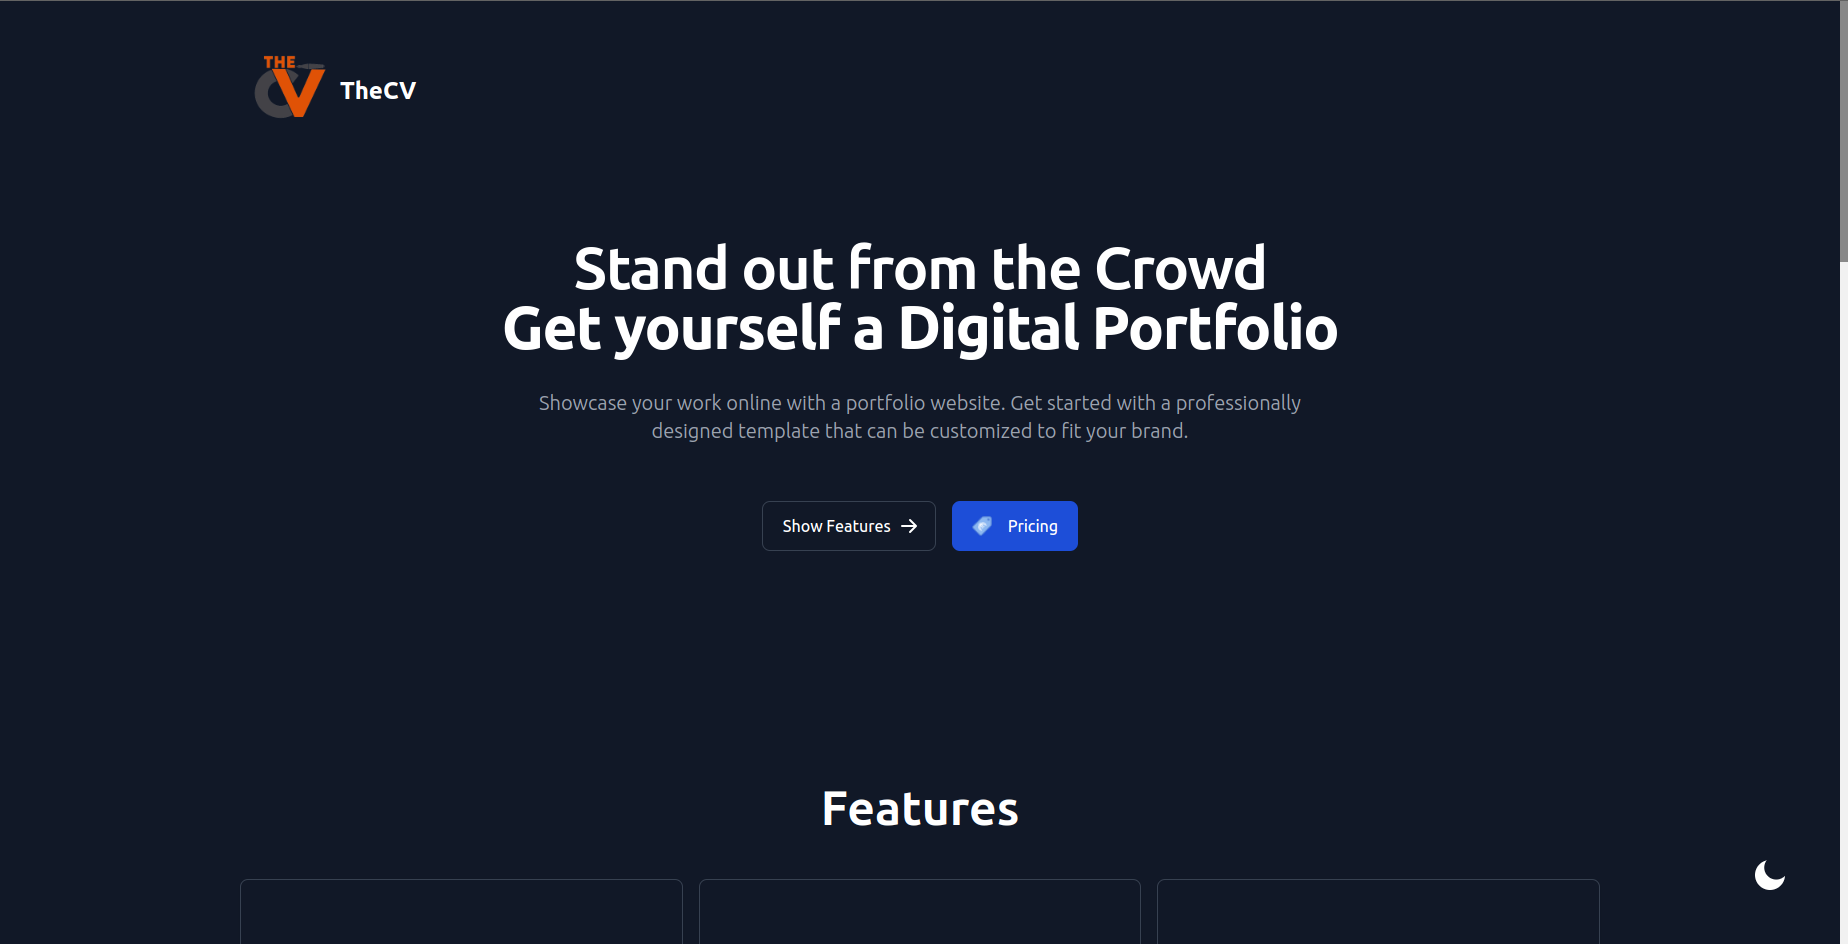 THE
CV
TheCV
Stand out from the Crowd
Get yourself a Digital Portfolio
Showcase your work online with a portfolio website. Get started with a professionally
designed template that can be customized to fit your brand.
Show Features
Pricing
Features